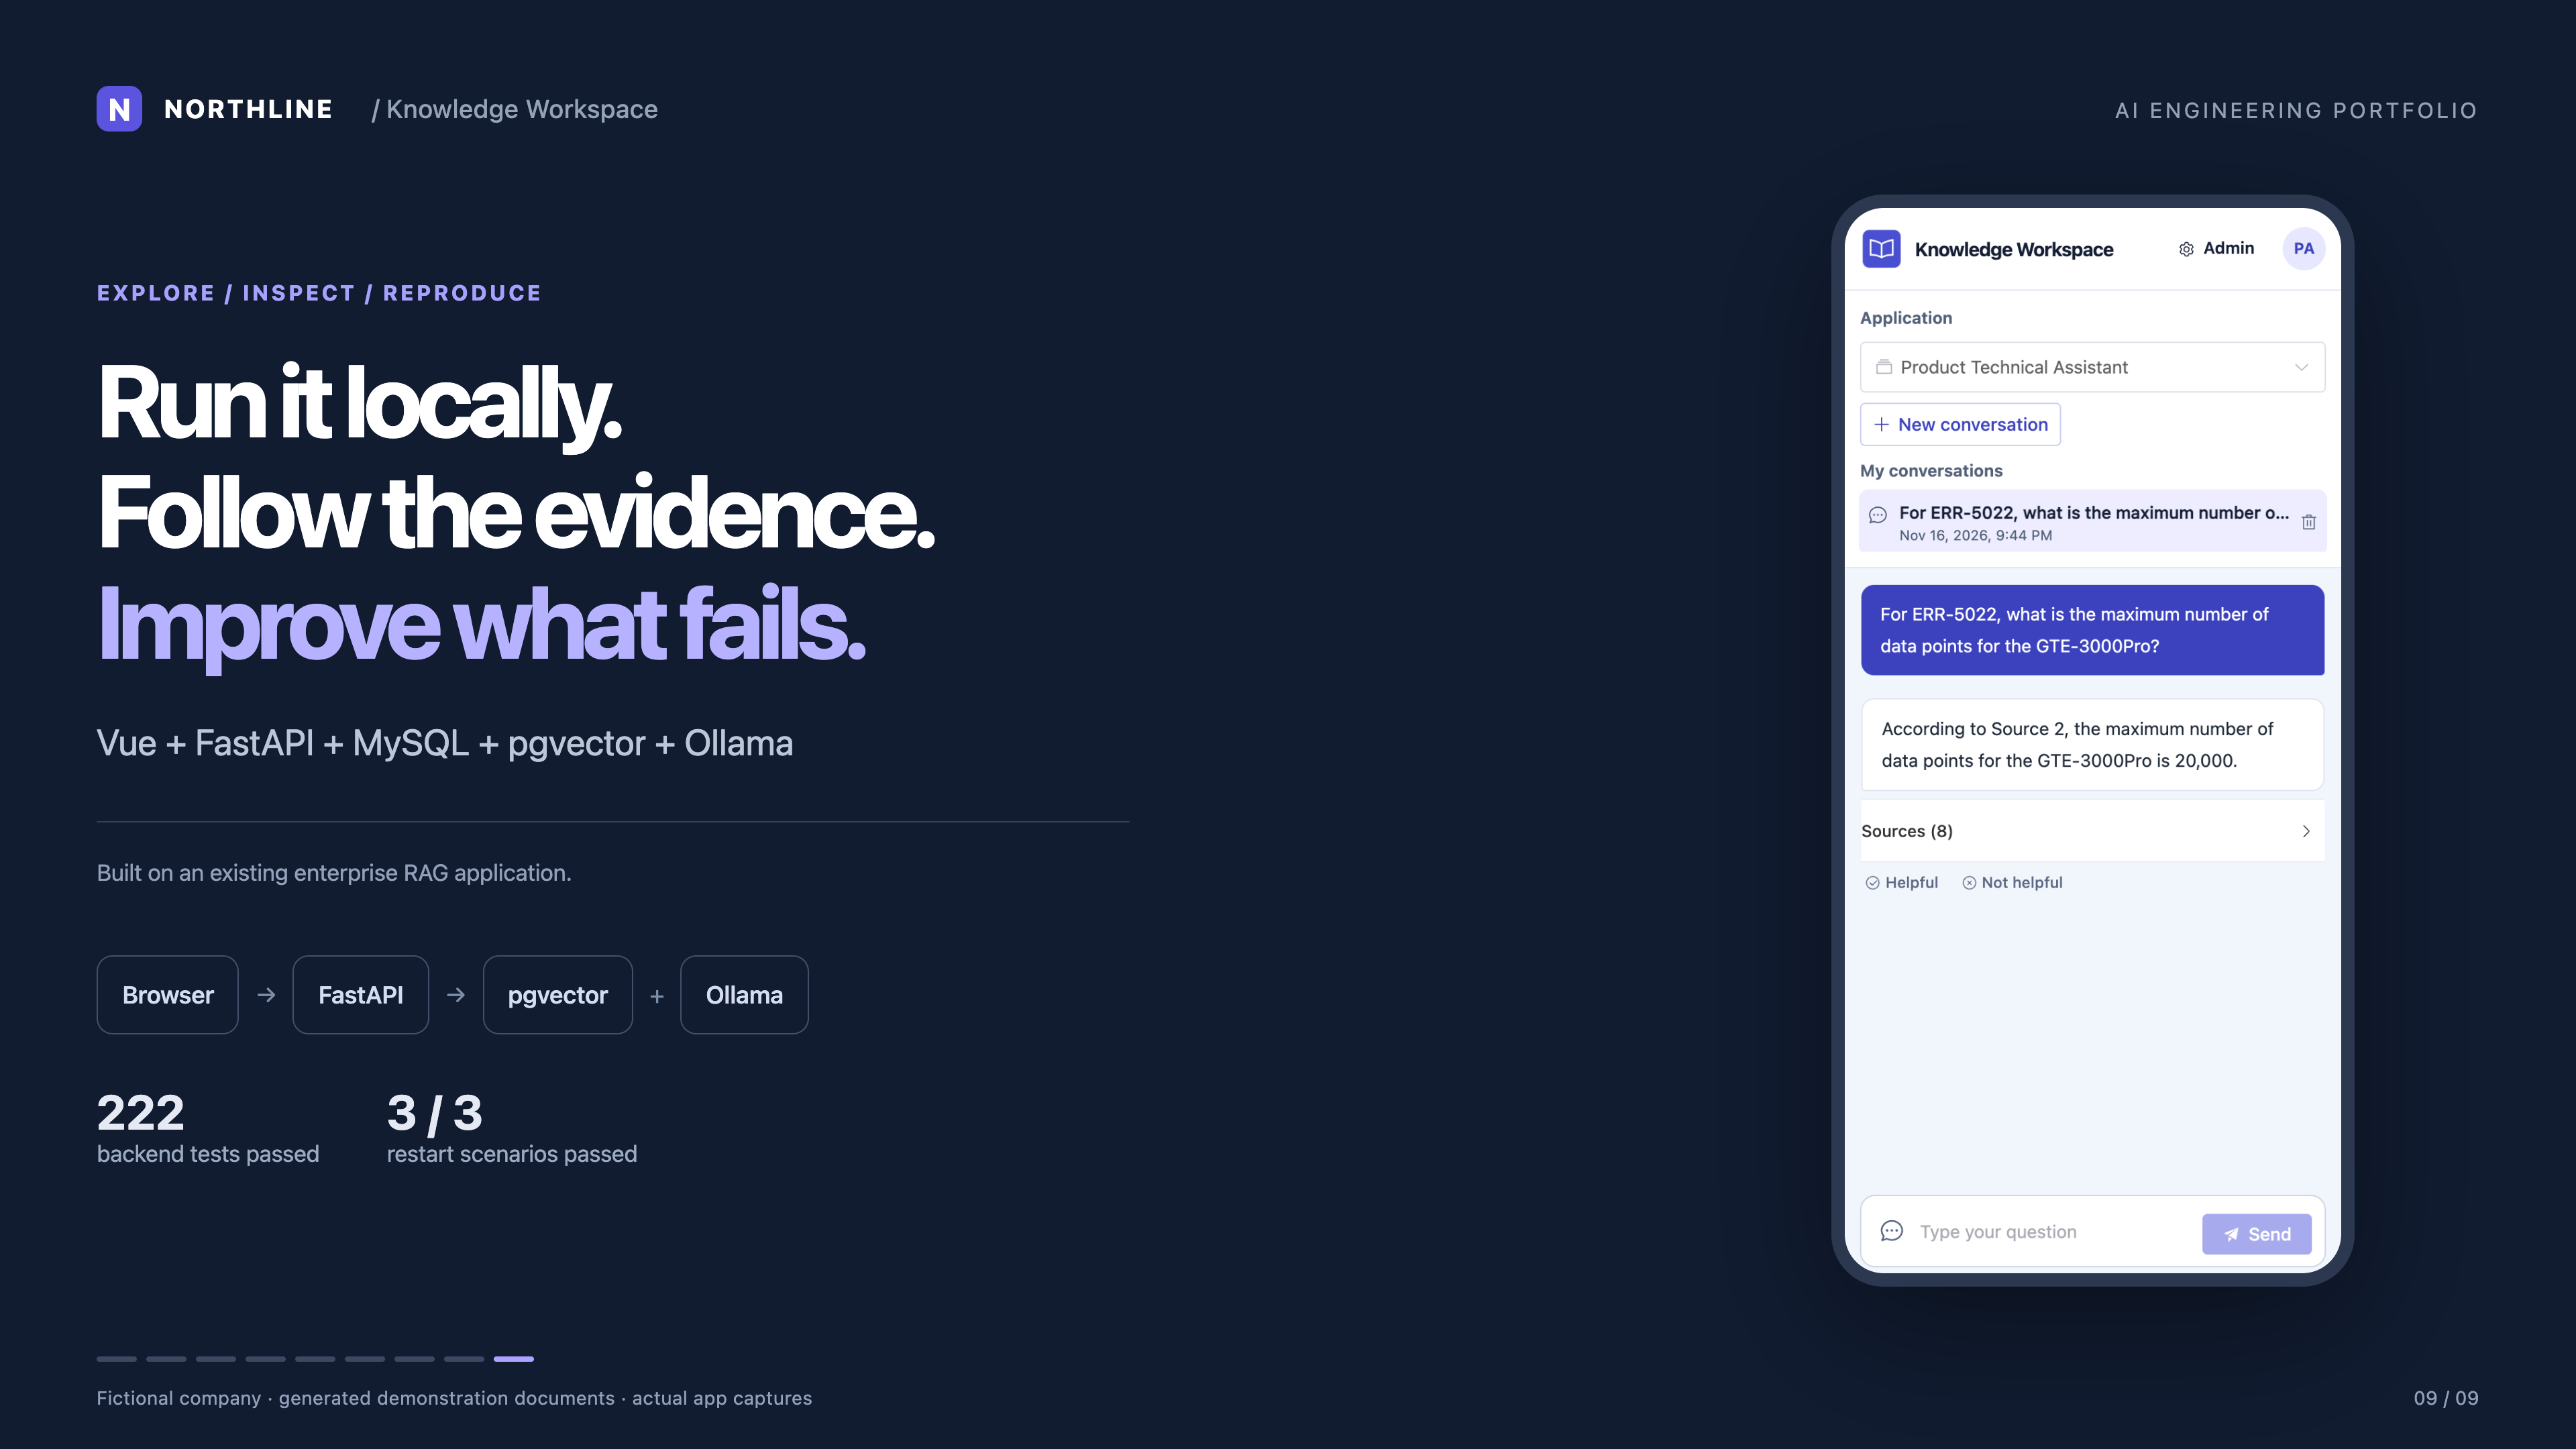 N NORTHLINE / Knowledge Workspace
AI ENGINEERING PORTFOLIO
EXPLORE / INSPECT / REPRODUCE
Run it locally.
Follow the evidence.
Improve what fails.
Vue + FastAPI + MySQL + pgvector + Ollama
Built on an existing enterprise RAG application.
Browser → FastAPI → pgvector + Ollama
222
backend tests passed
3 / 3
restart scenarios passed
Knowledge Workspace
Admin
PA
Application
Product Technical Assistant
+ New conversation
My conversations
For ERR-5022, what is the maximum number o...
Nov 16, 2026, 9:44 PM
For ERR-5022, what is the maximum number of
data points for the GTE-3000Pro?
According to Source 2, the maximum number of
data points for the GTE-3000Pro is 20,000.
Sources (8)
Helpful
Not helpful
Type your question
Send
Fictional company · generated demonstration documents · actual app captures
09 / 09